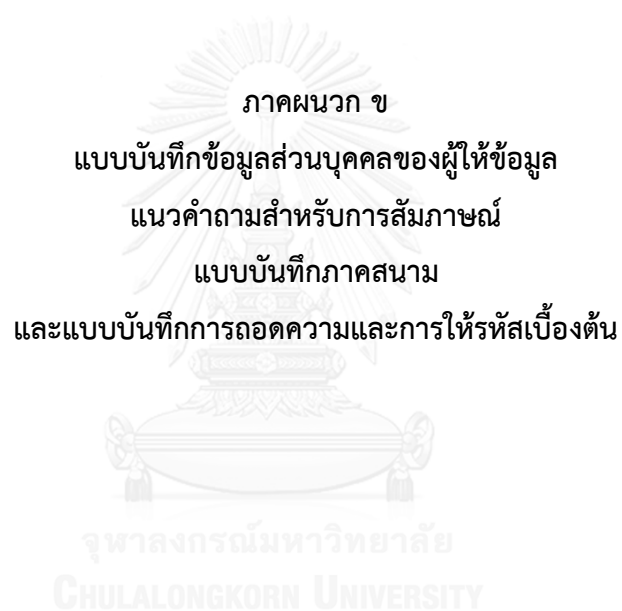 ภาคผนวก ข
แบบบันทึกข้อมูลส่วนบุคคลของผู้ให้ข้อมูล
แนวคำถามสำหรับการสัมภาษณ์
แบบบันทึกภาคสนาม
และแบบบันทึกการถอดความและการให้รหัสเบื้องต้น
จุฬาลงกรณ์มหาวิทยาลัย
CHULALONGKORN UNIVERSITY